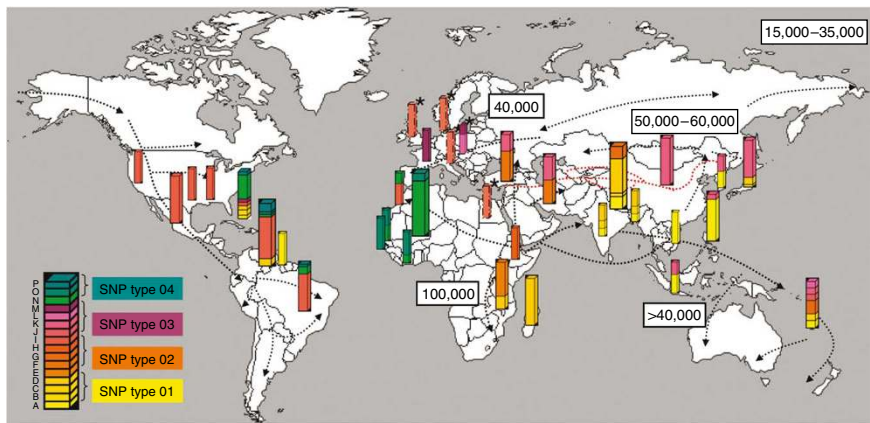 15,000–35,000
40,000
50,000–60,000
100,000
>40,000
P
O
N
M
L
K
J
I
H
G
F
E
D
C
B
A
SNP type 04
SNP type 03
SNP type 02
SNP type 01
*
*
*
*